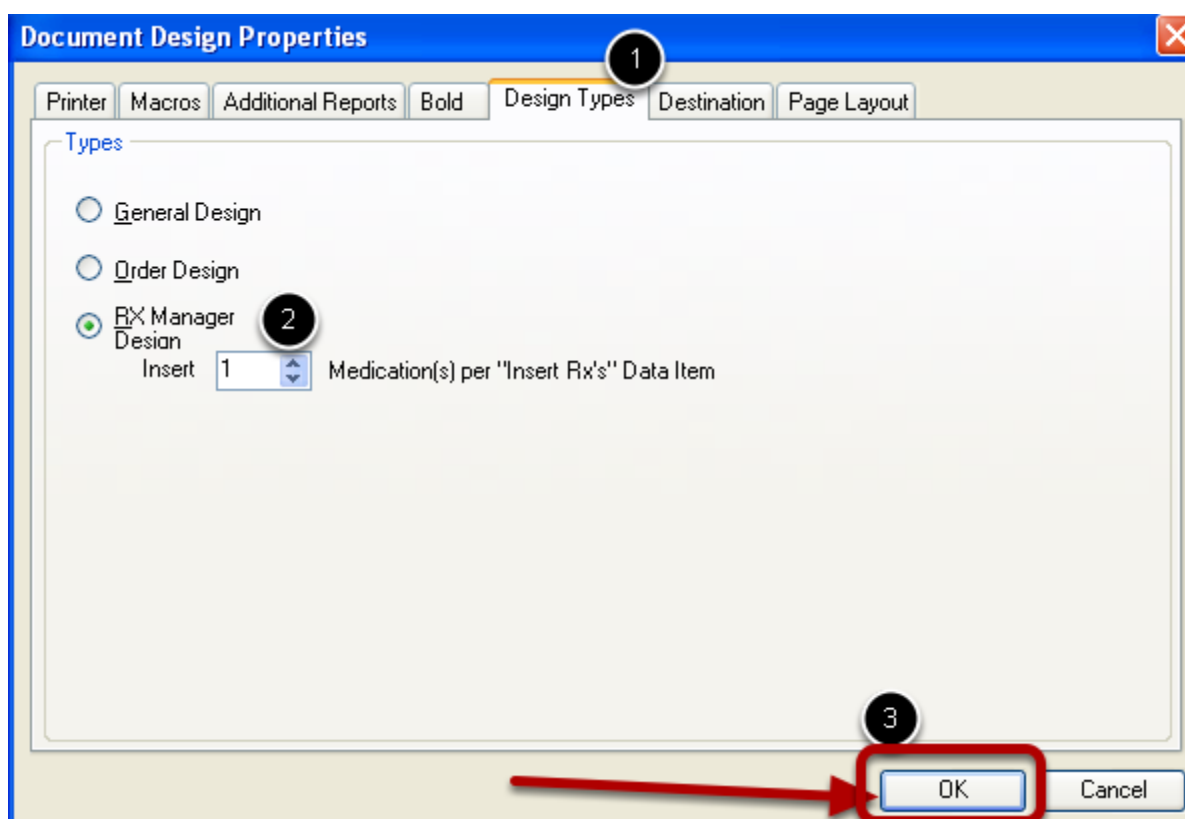 Document Design Properties
1
Printer Macros Additional Reports Bold Design Types Destination Page Layout
Types
General Design
Order Design
RX Manager 2
Design
Insert 1 Medication(s) per "Insert Rx's" Data Item
3
OK Cancel